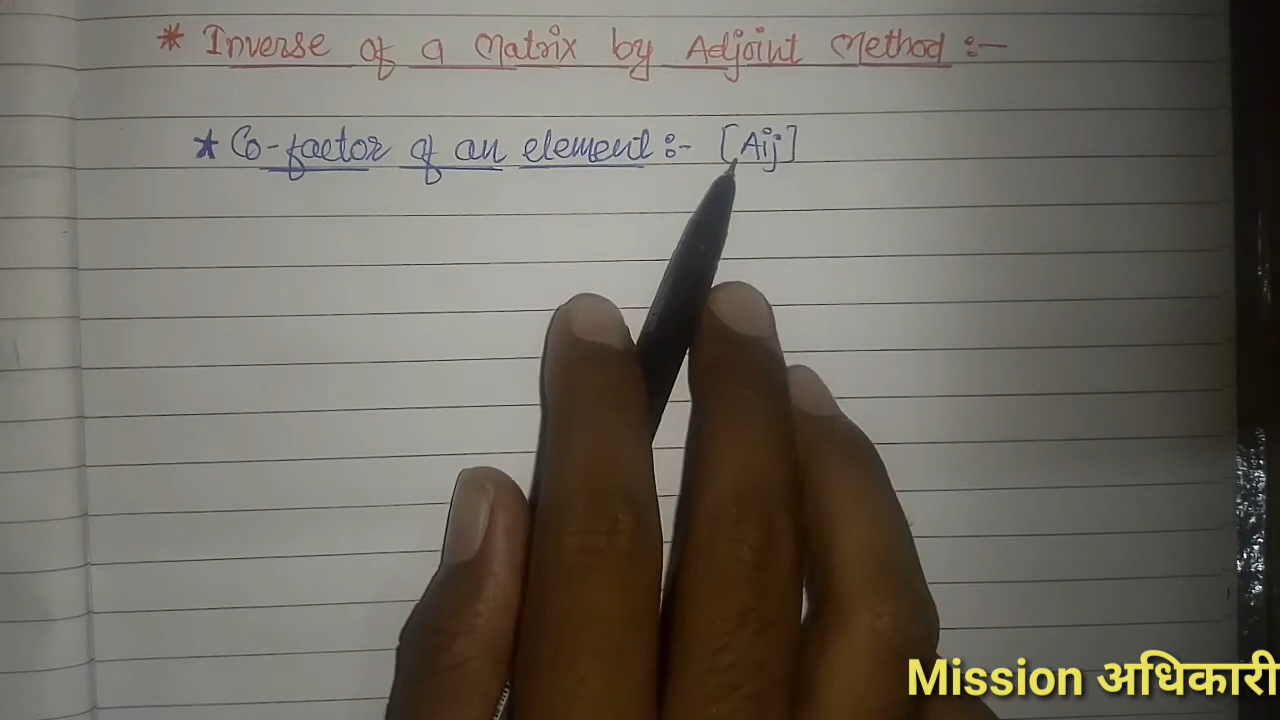 * Inverse of a Matrix by Adjoint Method :-
* Co-factor of an element :- [Aij]
Mission अधिकारी